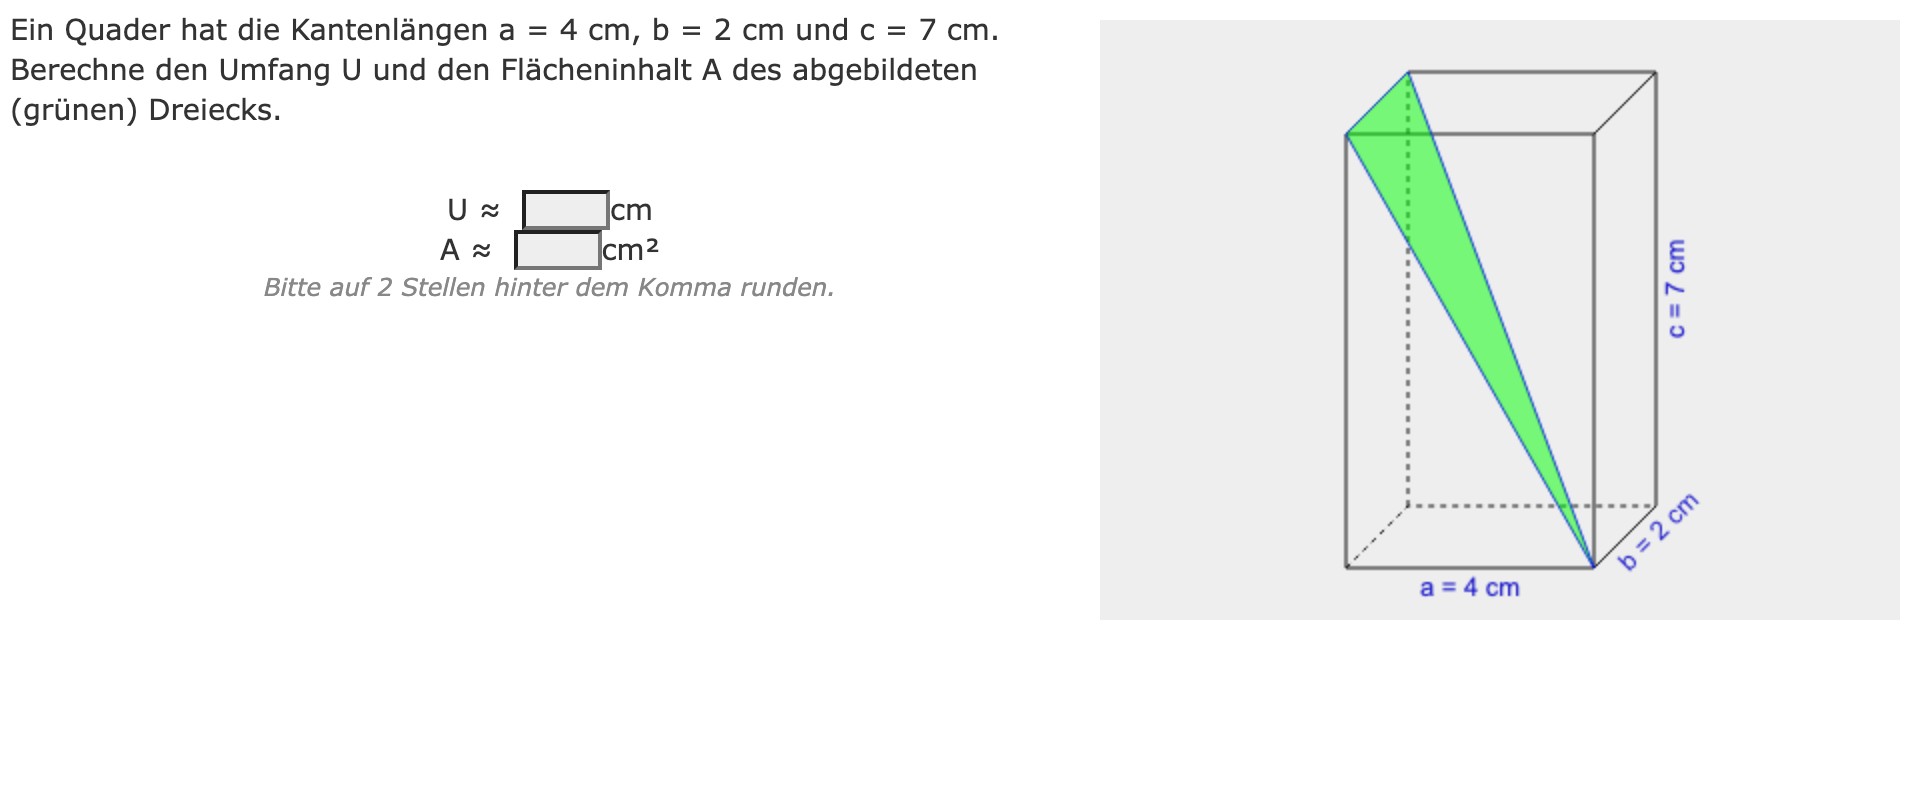 Ein Quader hat die Kantenlängen a = 4 cm, b = 2 cm und c = 7 cm.
Berechne den Umfang U und den Flächeninhalt A des abgebildeten
(grünen) Dreiecks.
U ≈ cm
A ≈ cm²
Bitte auf 2 Stellen hinter dem Komma runden.
c = 7 cm
b = 2 cm
a = 4 cm